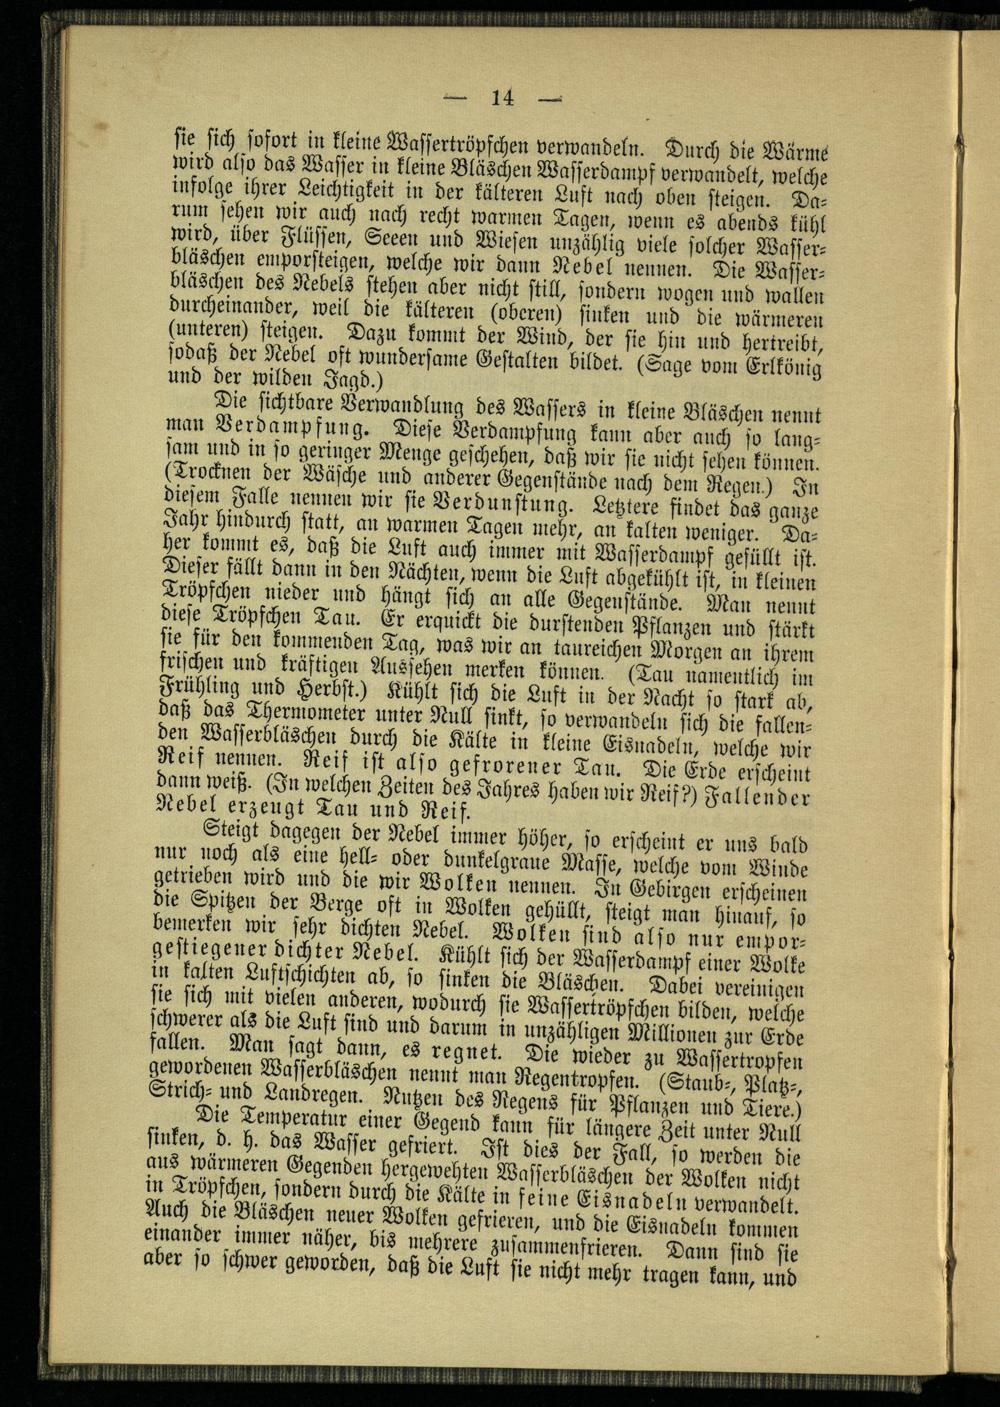 — 14 —
sie sich sofort in kleine Wassertröpfchen verwandeln. Durch die Wärme
wird also das Wasser in kleine Bläschen Wasserdampf verwandelt, welche
infolge ihrer Leichtigkeit in der kälteren Luft nach oben steigen. Da-
rum sehen wir auch nach recht warmen Tagen, wenn es abends kühl
wird, über Flüssen, Seeen und Wiesen unzählig viele solcher Wasser-
bläschen emporsteigen, welche wir dann Nebel nennen. Die Wasser-
bläschen des Nebels stehen aber nicht still, sondern wogen und wallen
durcheinander, weil die kälteren (oberen) sinken und die wärmeren
(unteren) steigen. Dazu kommt der Wind, der sie hin und hertreibt,
sodaß der Nebel oft wundersame Gestalten bildet. (Sage vom Erlkönig
und der wilden Jagd.)
Die sichtbare Verwandlung des Wassers in kleine Bläschen nennt
man Verdampfung. Diese Verdampfung kann aber auch so lang-
sam und in so geringer Menge geschehen, daß wir sie nicht sehen können.
(Trocknen der Wäsche und anderer Gegenstände nach dem Regen.) In
diesem Falle nennen wir sie Verdunstung. Letztere findet das ganze
Jahr hindurch statt, an warmen Tagen mehr, an kalten weniger. Da-
her kommt es, daß die Luft auch immer mit Wasserdampf gefüllt ist.
Dieser fällt dann in den Nächten, wenn die Luft abgekühlt ist, in kleinen
Tröpfchen nieder und hängt sich an alle Gegenstände. Man nennt
diese Tröpfchen Tau. Er erquickt die durstenden Pflanzen und stärkt
sie für den kommenden Tag, was wir an taureichen Morgen an ihrem
frischen und kräftigen Aussehen merken können. (Tau namentlich im
Frühling und Herbst.) Kühlt sich die Luft in der Nacht so stark ab,
daß das Thermometer unter Null sinkt, so verwandeln sich die fallen-
den Wasserbläschen durch die Kälte in kleine Eisnadeln, welche wir
Reif nennen. Reif ist also gefrorener Tau. Die Erde erscheint
dann weiß. (In welchen Zeiten des Jahres haben wir Reif?) Fallender
Nebel erzeugt Tau und Reif.
Steigt dagegen der Nebel immer höher, so erscheint er uns bald
nur noch als eine hell- oder dunkelgraue Masse, welche vom Winde
getrieben wird und die wir Wolken nennen. In Gebirgen erscheinen
die Spitzen der Berge oft in Wolken gehüllt, steigt man hinauf, so
bemerken wir sehr dichten Nebel. Wolken sind also nur empor-
gestiegener dichter Nebel. Kühlt sich der Wasserdampf einer Wolke
in kalten Luftschichten ab, so sinken die Bläschen. Dabei vereinigen
sie sich mit vielen anderen, wodurch sie Wassertröpfchen bilden, welche
schwerer als die Luft sind und darum in unzähligen Millionen zur Erde
fallen. Man sagt dann, es regnet. Die wieder zu Wassertropfen
gewordenen Wasserbläschen nennt man Regentropfen. (Staub-, Platz-,
Strich- und Landregen. Nutzen des Regens für Pflanzen und Tiere.)
Die Temperatur einer Gegend kann für längere Zeit unter Null
sinken, d. h. das Wasser gefriert. Ist dies der Fall, so werden die
aus wärmeren Gegenden hergewehten Wasserbläschen der Wolken nicht
in Tröpfchen, sondern durch die Kälte in feine Eisnadeln verwandelt.
Auch die Bläschen neuer Wolken gefrieren, und die Eisnadeln kommen
einander immer näher, bis mehrere zusammenfrieren. Dann sind sie
aber so schwer geworden, daß die Luft sie nicht mehr tragen kann, und